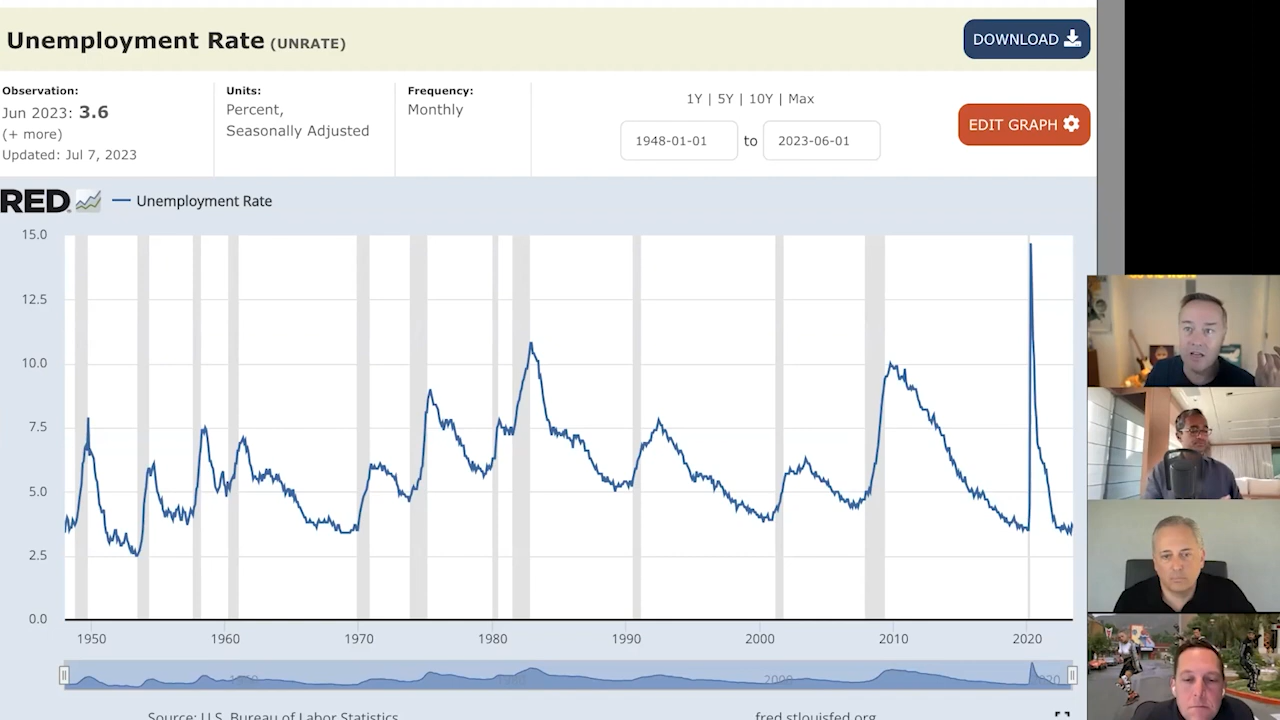 Unemployment Rate (UNRATE)
DOWNLOAD
Observation:
Jun 2023: 3.6
(+ more)
Updated: Jul 7, 2023
Units:
Percent,
Seasonally Adjusted
Frequency:
Monthly
1Y | 5Y | 10Y | Max
1948-01-01 to 2023-06-01
EDIT GRAPH
RED
Unemployment Rate
15.0
12.5
10.0
7.5
5.0
2.5
0.0
1950 1960 1970 1980 1990 2000 2010 2020
2000
Source: U.S. Bureau of Labor Statistics
fred.stlouisfed.org